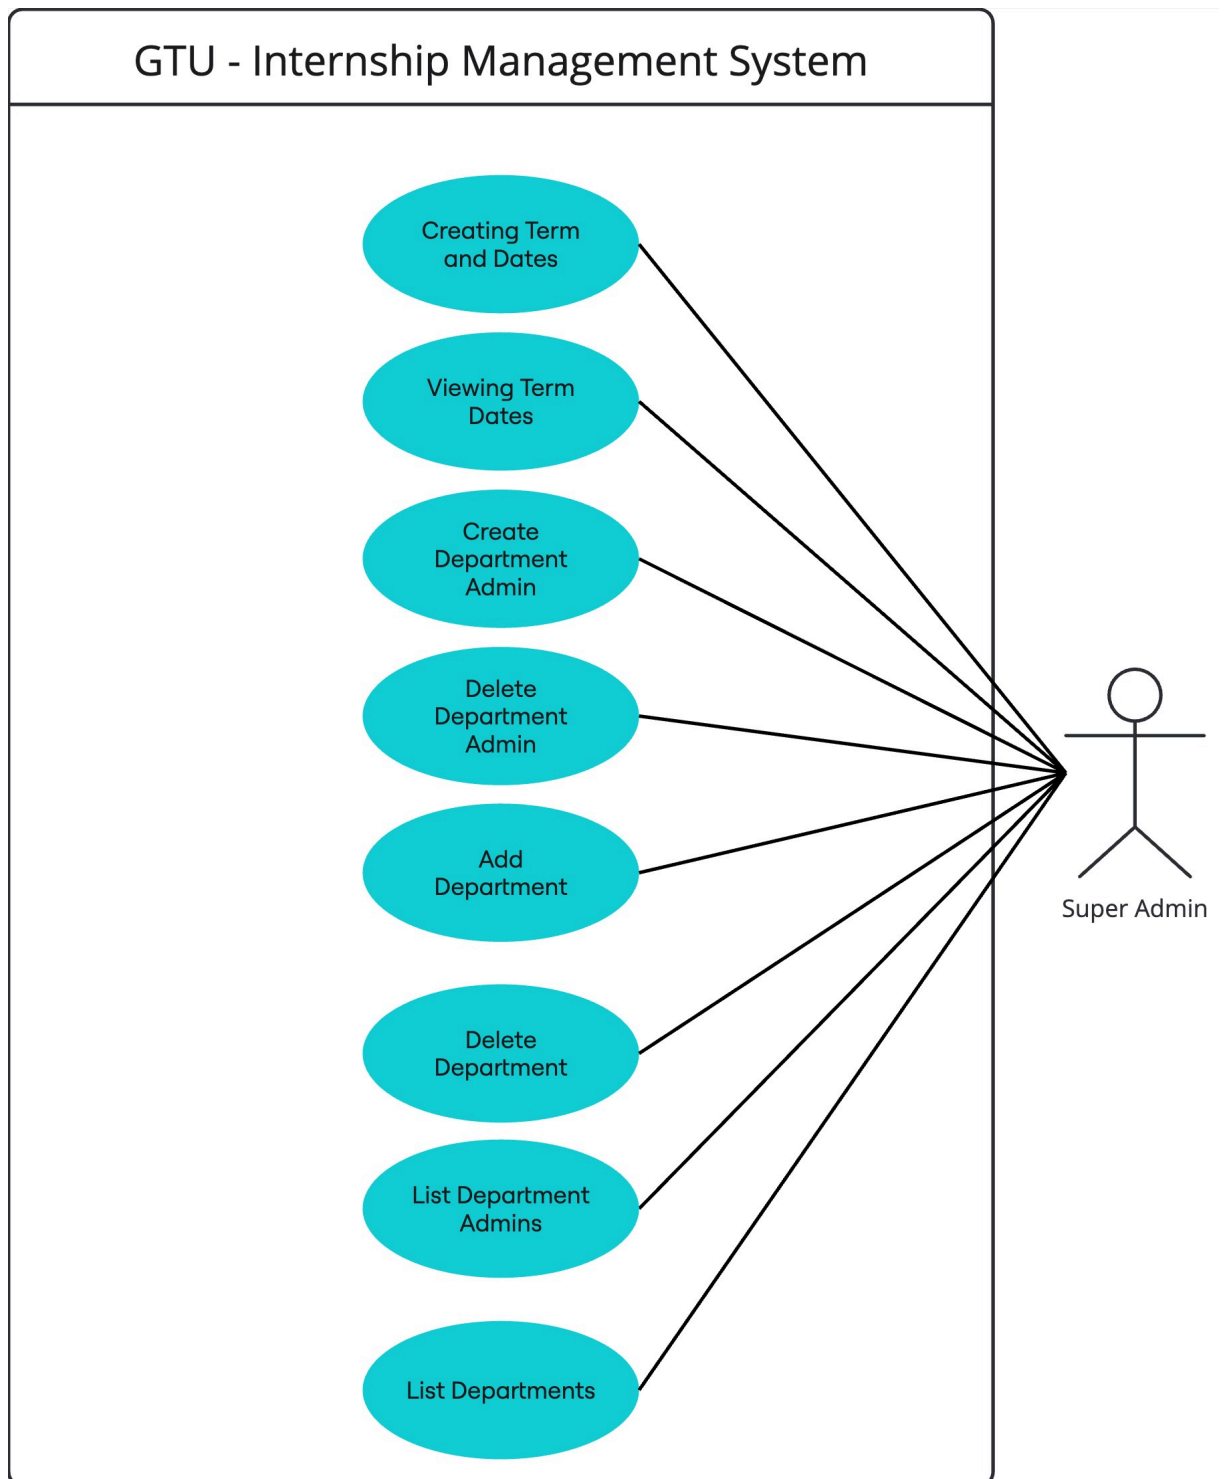 GTU - Internship Management System
Creating Term
and Dates
Viewing Term
Dates
Create
Department
Admin
Delete
Department
Admin
Add
Department
Delete
Department
List Department
Admins
List Departments
Super Admin